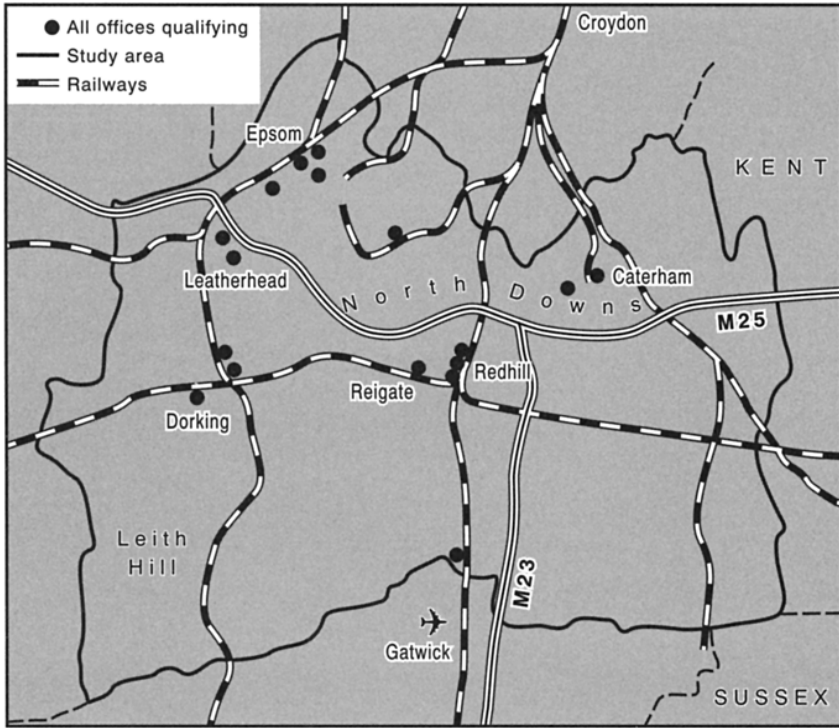 All offices qualifying
Study area
Railways
Croydon
Epsom
KENT
Leatherhead
North Downs
Caterham
M25
Reigate
Redhill
Dorking
Leith
Hill
M23
Gatwick
SUSSEX